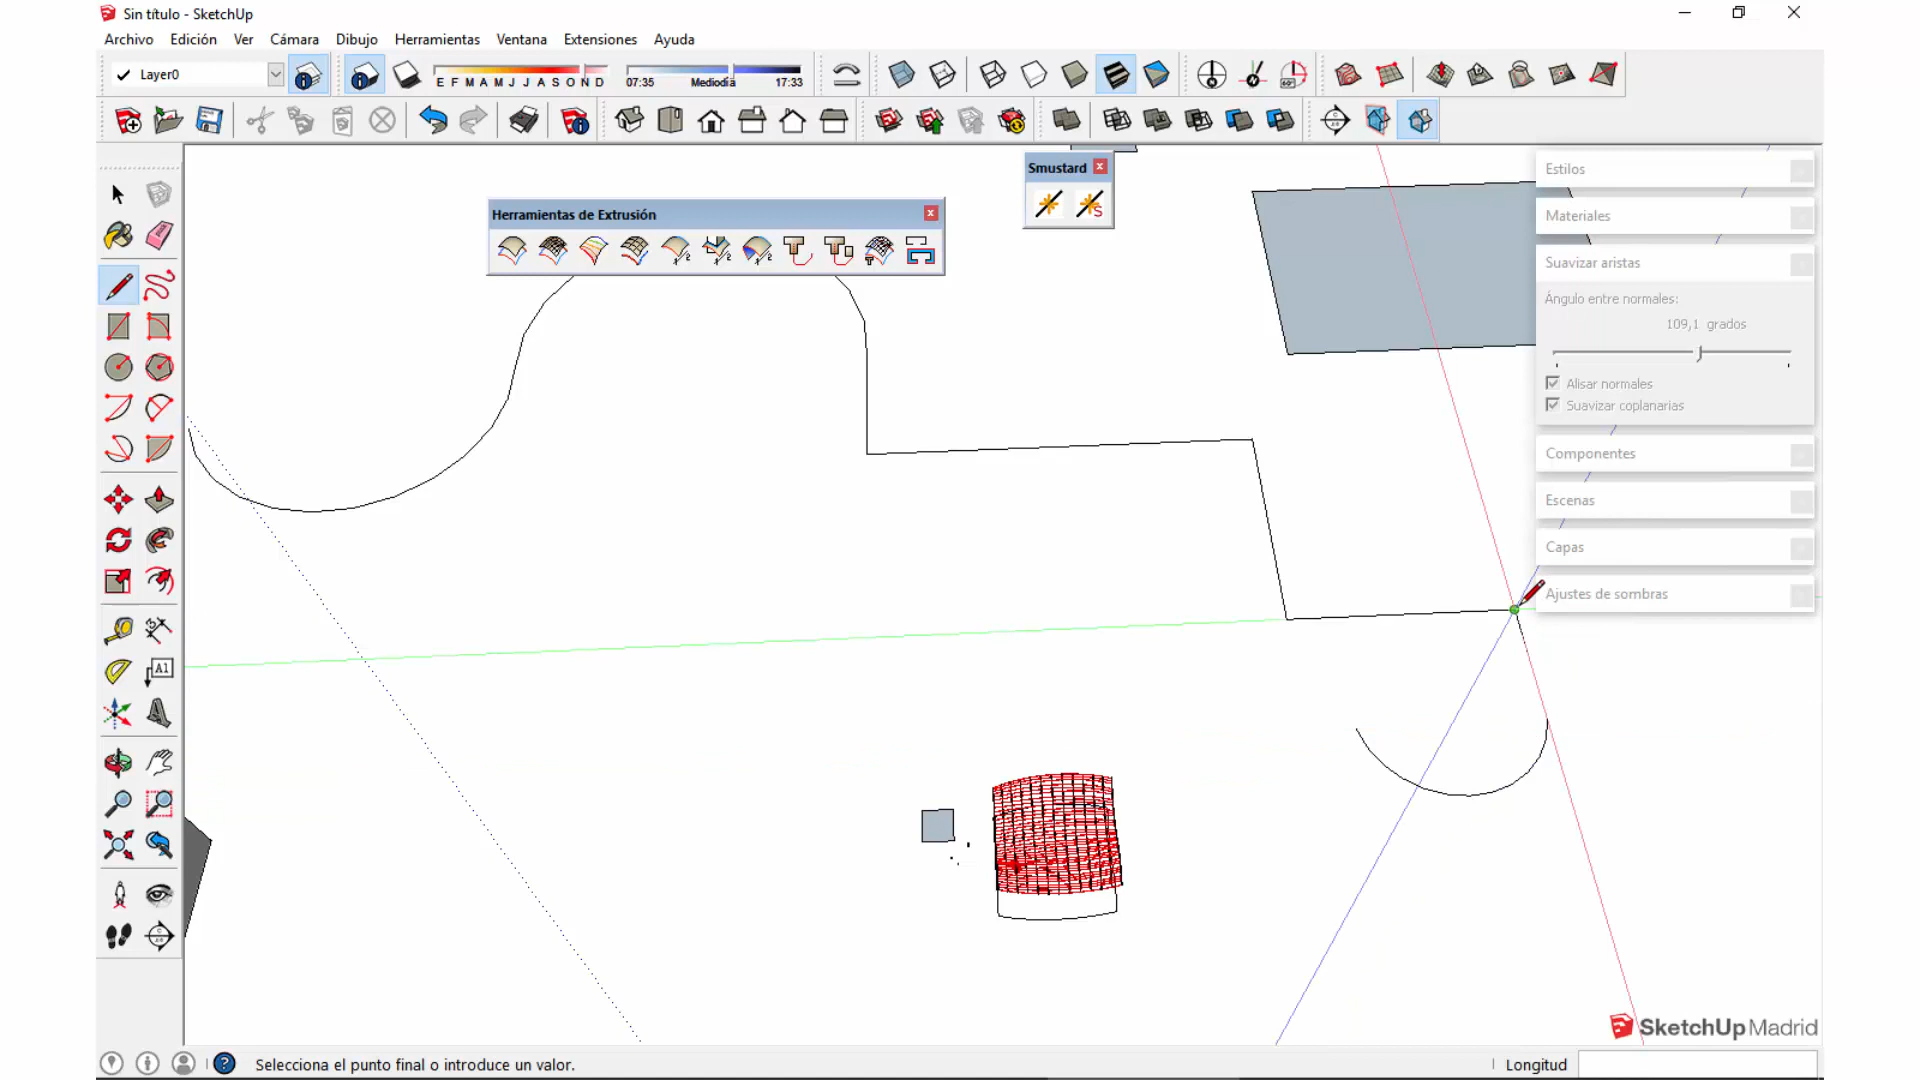 Sin título - SketchUp
Archivo Edición Ver Cámara Dibujo Herramientas Ventana Extensiones Ayuda
Layer0
E F M A M J J A S O N D
07:35 Mediodía 17:33
Smustard
Herramientas de Extrusión
Estilos
Materiales
Suavizar aristas
Ángulo entre normales:
109,1 grados
Alisar normales
Suavizar coplanarias
Componentes
Escenas
Capas
Ajustes de sombras
A1
SketchUp Madrid
Selecciona el punto final o introduce un valor.
Longitud